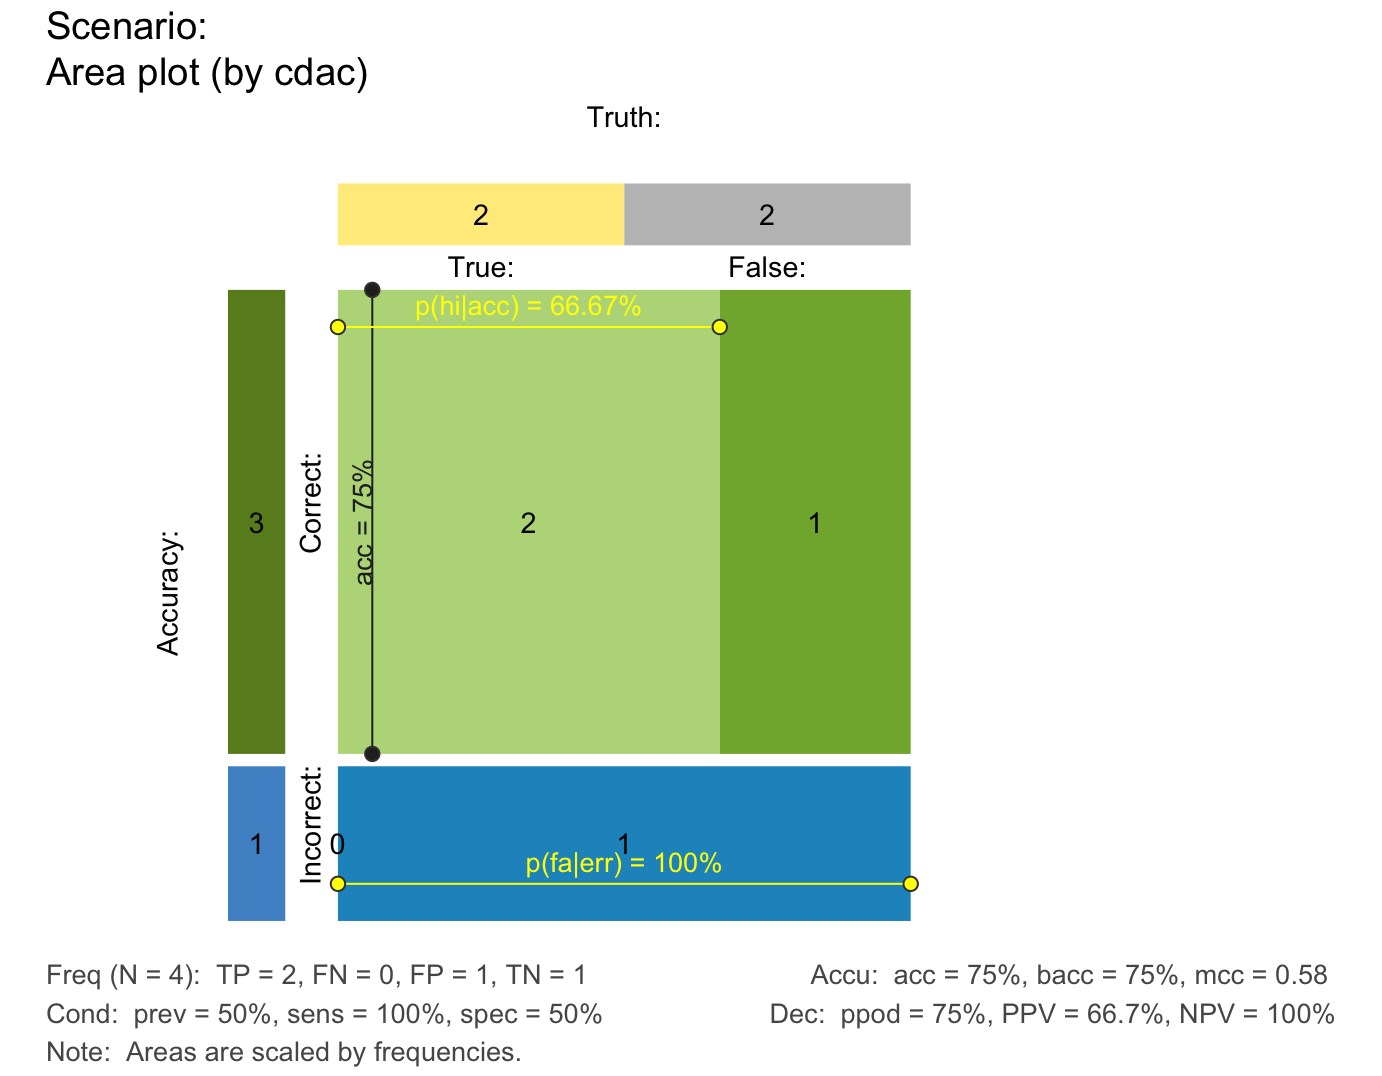 Scenario:
Area plot (by cdac)
Truth:
2
2
True:
False:
p(hi|acc) = 66.67%
Accuracy:
3
Correct:
acc = 75%
2
1
1
Incorrect:
0
1
p(fa|err) = 100%
Freq (N = 4):  TP = 2, FN = 0, FP = 1, TN = 1
Accu:  acc = 75%, bacc = 75%, mcc = 0.58
Cond:  prev = 50%, sens = 100%, spec = 50%
Dec:  ppod = 75%, PPV = 66.7%, NPV = 100%
Note:  Areas are scaled by frequencies.